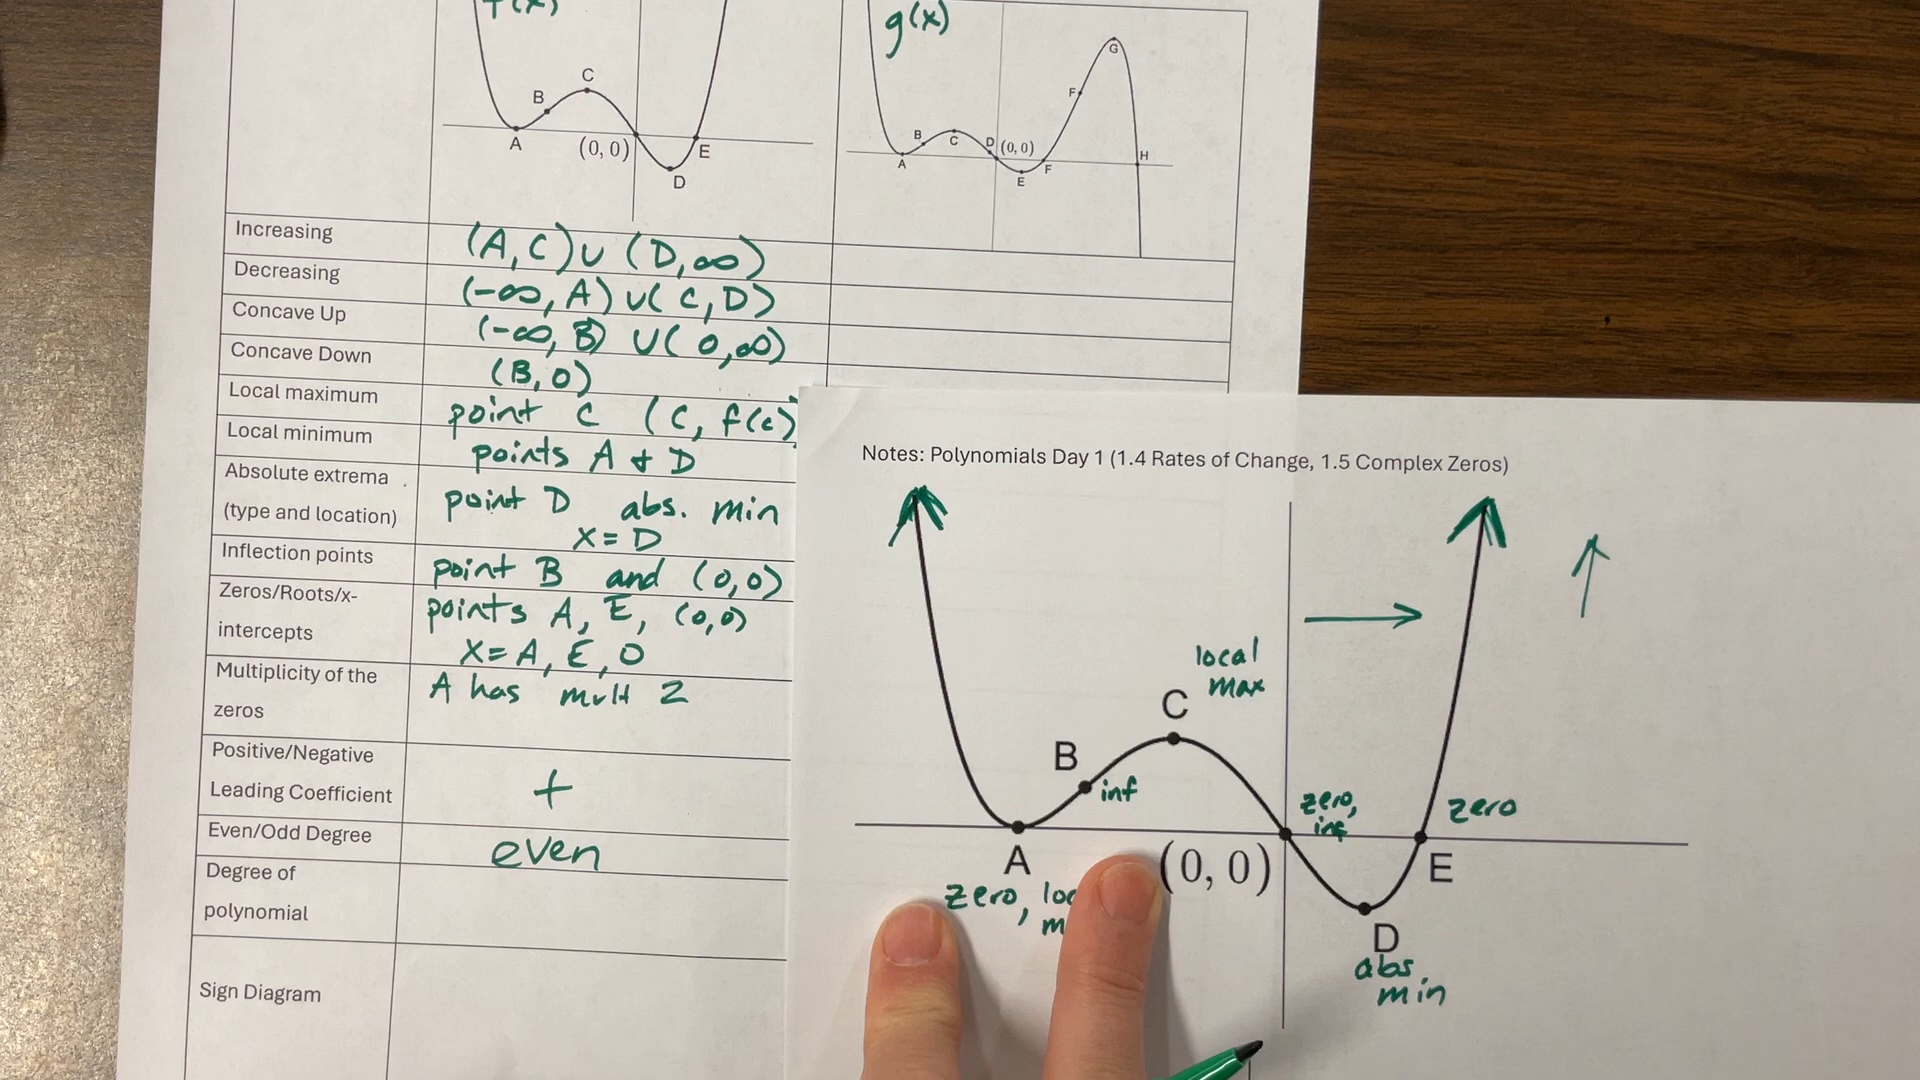 f(x)
A
B
C
(0, 0)
D
E
g(x)
A
B
C
D
(0, 0)
E
F
F
G
H
Increasing
(A, C) ∪ (D, ∞)
Decreasing
(-∞, A) ∪ ( C, D)
Concave Up
(-∞, B) ∪ ( 0, ∞)
Concave Down
(B, 0)
Local maximum
point C (C, f(c)
Local minimum
points A + D
Absolute extrema
(type and location)
point D abs. min
x = D
Inflection points
point B and (0, 0)
Zeros/Roots/x-
intercepts
points A, E, (0,0)
X = A, E, 0
Multiplicity of the
zeros
A has mult 2
Positive/Negative
Leading Coefficient
+
Even/Odd Degree
even
Degree of
polynomial
Sign Diagram
Notes: Polynomials Day 1 (1.4 Rates of Change, 1.5 Complex Zeros)
local
max
C
B
inf
zero,
inf
zero
A
(0, 0)
E
zero,
D
abs
min